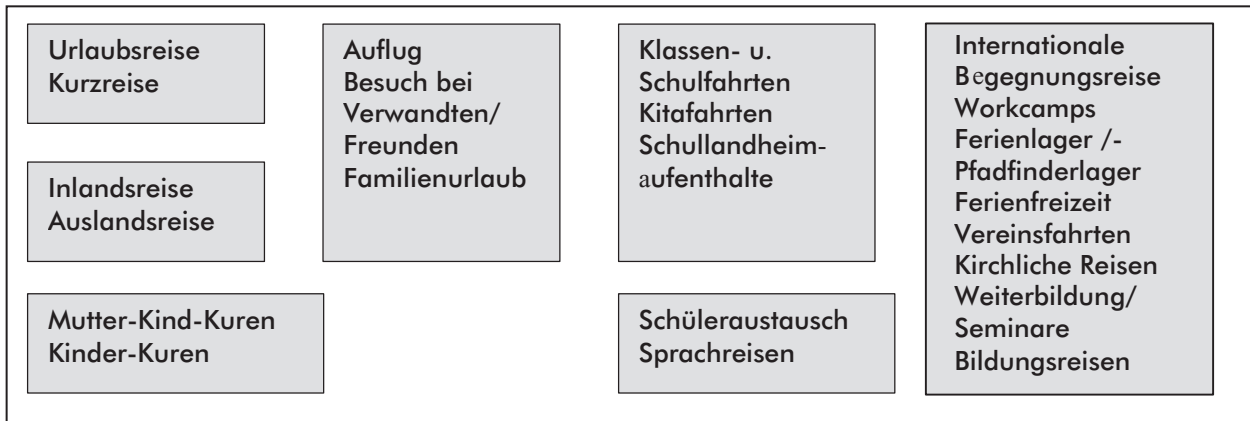 Urlaubsreise
Kurzreise
Inlandsreise
Auslandsreise
Mutter-Kind-Kuren
Kinder-Kuren
Auflug
Besuch bei
Verwandten/
Freunden
Familienurlaub
Klassen- u.
Schulfahrten
Kitafahrten
Schullandheim-
aufenthalte
Schüleraustausch
Sprachreisen
Internationale
Begegnungsreise
Workcamps
Ferienlager /-
Pfadfinderlager
Ferienfreizeit
Vereinsfahrten
Kirchliche Reisen
Weiterbildung/
Seminare
Bildungsreisen